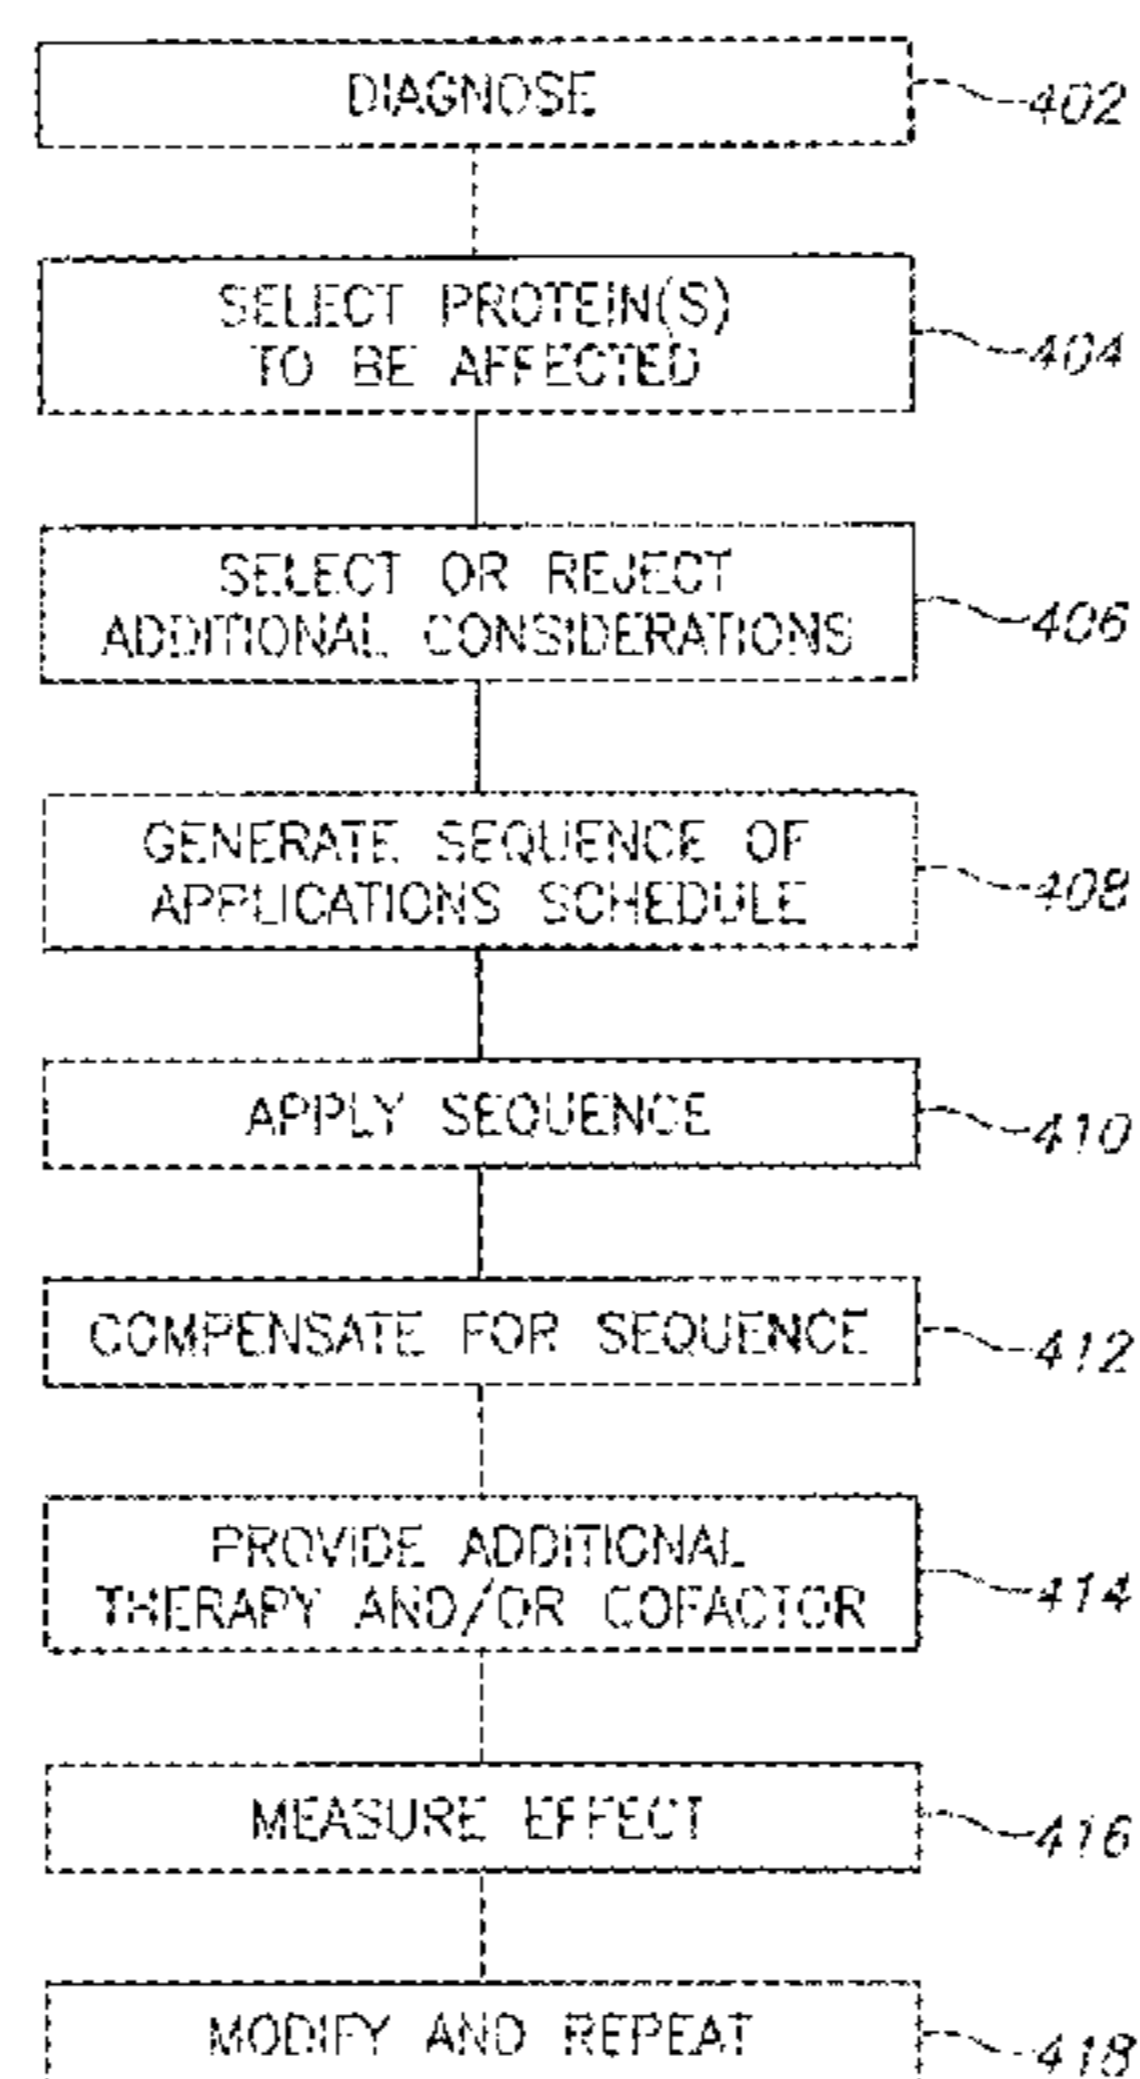 DIAGNOSE
402
SELECT PROTEIN(S)
TO BE AFFECTED
404
SELECT OR REJECT
ADDITIONAL CONSIDERATIONS
406
GENERATE SEQUENCE OF
APPLICATIONS SCHEDULE
408
APPLY SEQUENCE
410
COMPENSATE FOR SEQUENCE
412
PROVIDE ADDITIONAL
THERAPY AND/OR COFACTOR
414
MEASURE EFFECT
416
MODIFY AND REPEAT
418